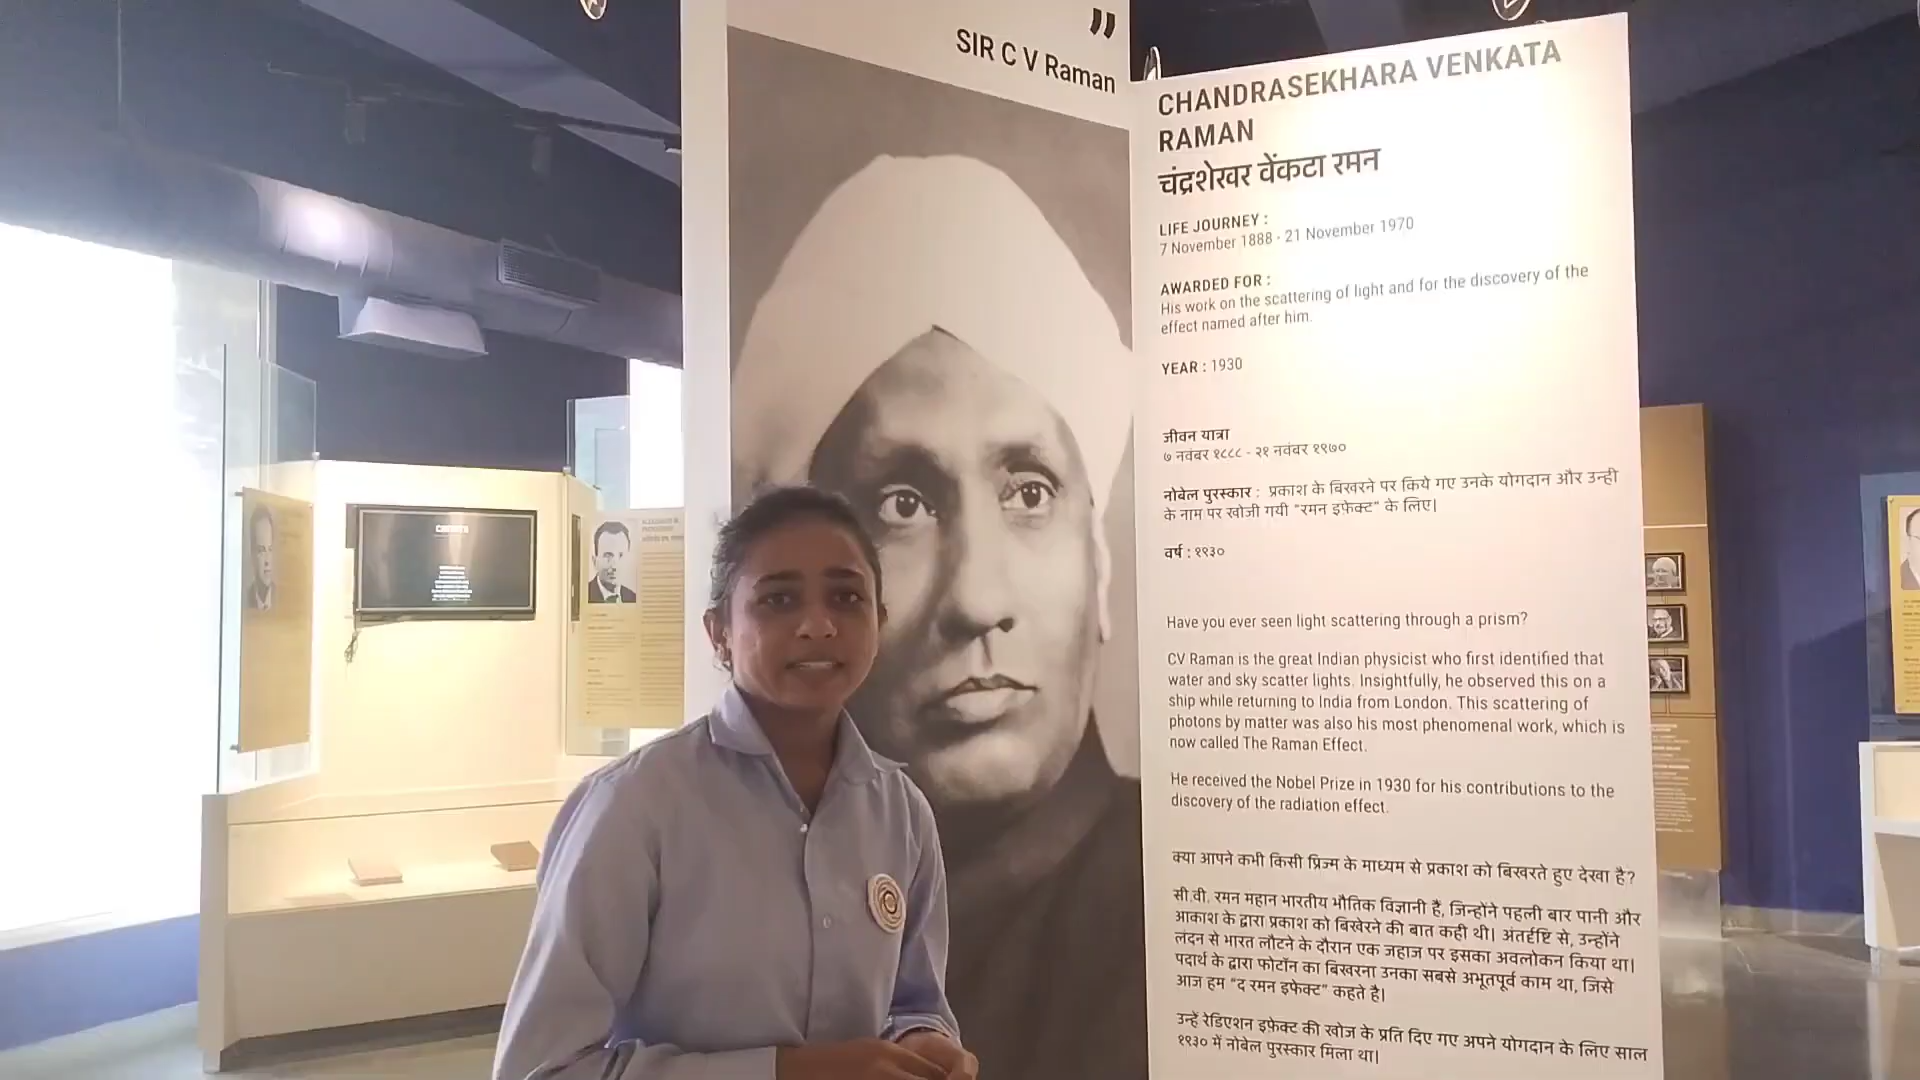 ”
SIR C V Raman
CHANDRASEKHARA VENKATA
RAMAN
चंद्रशेखर वेंकटा रमन
LIFE JOURNEY :
7 November 1888 - 21 November 1970
AWARDED FOR :
His work on the scattering of light and for the discovery of the
effect named after him.
YEAR : 1930
जीवन यात्रा
७ नवंबर १८८८ - २१ नवंबर १९७०
नोबेल पुरस्कार : प्रकाश के बिखरने पर किये गए उनके योगदान और उन्ही
के नाम पर खोजी गयी “रमन इफ़ेक्ट” के लिए।
वर्ष : १९३०
Have you ever seen light scattering through a prism?
CV Raman is the great Indian physicist who first identified that
water and sky scatter lights. Insightfully, he observed this on a
ship while returning to India from London. This scattering of
photons by matter was also his most phenomenal work, which is
now called The Raman Effect.
He received the Nobel Prize in 1930 for his contributions to the
discovery of the radiation effect.
क्या आपने कभी किसी प्रिज्म के माध्यम से प्रकाश को बिखरते हुए देखा है?
सी.वी. रमन महान भारतीय भौतिक विज्ञानी हैं, जिन्होंने पहली बार पानी और
आकाश के द्वारा प्रकाश को बिखेरने की बात कही थी। अंतर्दृष्टि से, उन्होंने
लंदन से भारत लौटने के दौरान एक जहाज पर इसका अवलोकन किया था।
पदार्थ के द्वारा फोटॉन का बिखरना उनका सबसे अभूतपूर्व काम था, जिसे
आज हम “द रमन इफेक्ट” कहते है।
उन्हें रेडिएशन इफ़ेक्ट की खोज के प्रति दिए गए अपने योगदान के लिए साल
१९३० में नोबेल पुरस्कार मिला था।